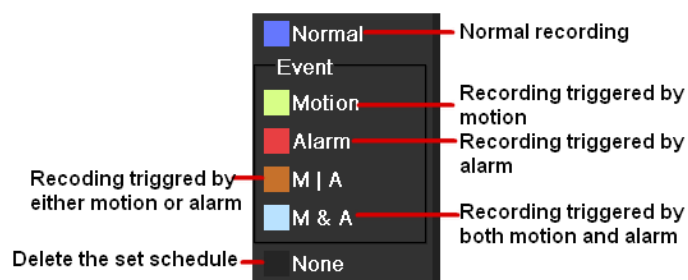 Normal
Normal recording
Event
Motion
Recording triggered by
motion
Alarm
Recording triggered by
alarm
Recoding triggred by
either motion or alarm
M | A
M & A
Recording triggered by
both motion and alarm
Delete the set schedule
None